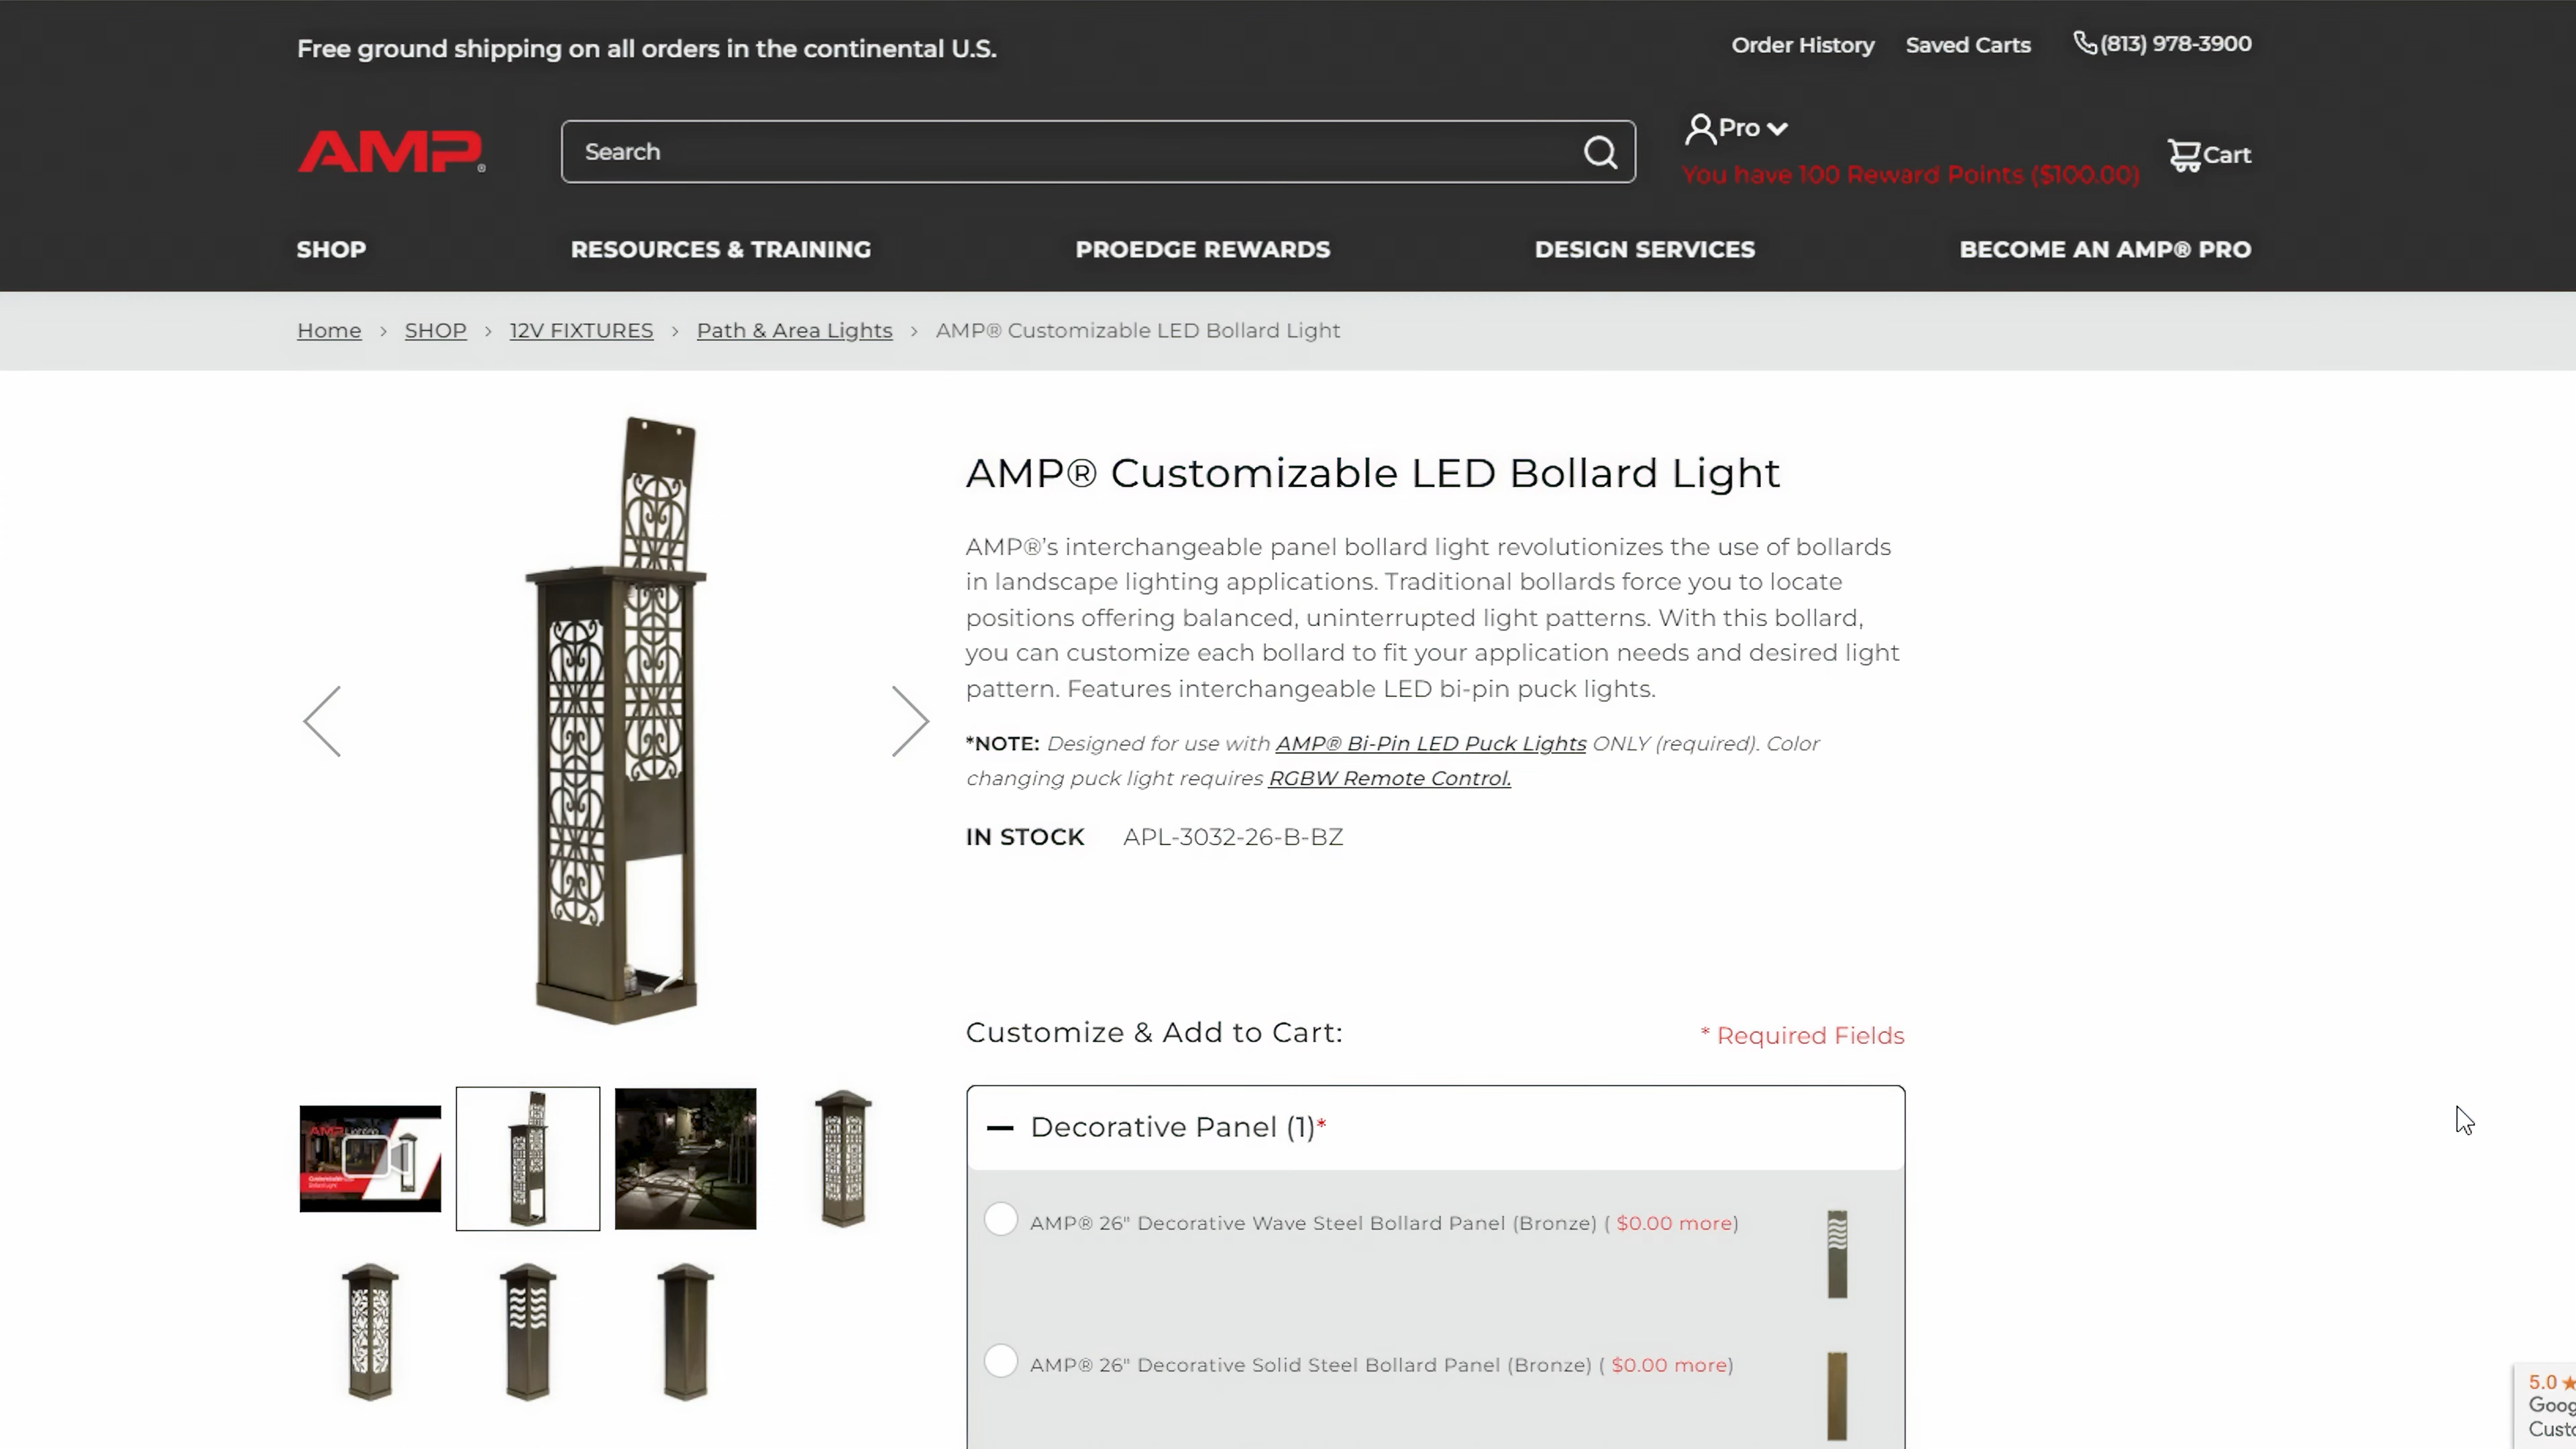 Free ground shipping on all orders in the continental U.S.
Order History
Saved Carts
(813) 978-3900
AMP®
Search
Pro
You have 100 Reward Points ($100.00)
Cart
SHOP
RESOURCES & TRAINING
PROEDGE REWARDS
DESIGN SERVICES
BECOME AN AMP® PRO
Home > SHOP > 12V FIXTURES > Path & Area Lights > AMP® Customizable LED Bollard Light
AMP® Customizable LED Bollard Light
AMP®'s interchangeable panel bollard light revolutionizes the use of bollards
in landscape lighting applications. Traditional bollards force you to locate
positions offering balanced, uninterrupted light patterns. With this bollard,
you can customize each bollard to fit your application needs and desired light
pattern. Features interchangeable LED bi-pin puck lights.
*NOTE: Designed for use with AMP® Bi-Pin LED Puck Lights ONLY (required). Color
changing puck light requires RGBW Remote Control.
IN STOCK
APL-3032-26-B-BZ
Customize & Add to Cart:
* Required Fields
Decorative Panel (1)*
AMP® 26" Decorative Wave Steel Bollard Panel (Bronze) ( $0.00 more)
AMP® 26" Decorative Solid Steel Bollard Panel (Bronze) ( $0.00 more)
AMP Lighting
5.0 ★
Goog
Custo